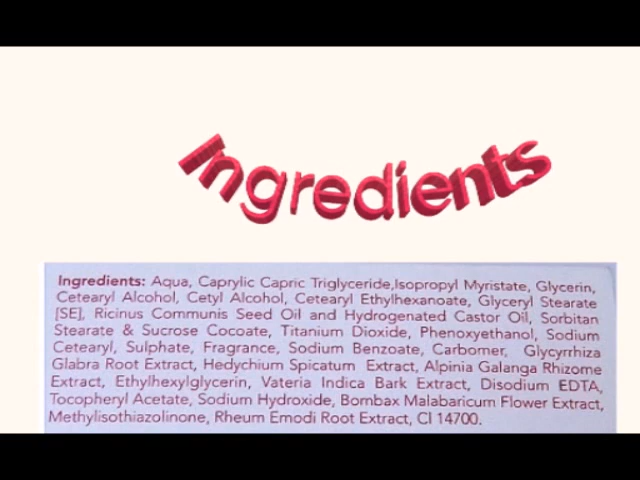 Ingredients
Ingredients: Aqua, Caprylic Capric Triglyceride,Isopropyl Myristate, Glycerin,
Cetearyl Alcohol, Cetyl Alcohol, Cetearyl Ethylhexanoate, Glyceryl Stearate
[SE], Ricinus Communis Seed Oil and Hydrogenated Castor Oil, Sorbitan
Stearate & Sucrose Cocoate, Titanium Dioxide, Phenoxyethanol, Sodium
Cetearyl, Sulphate, Fragrance, Sodium Benzoate, Carbomer, Glycyrrhiza
Glabra Root Extract, Hedychium Spicatum Extract, Alpinia Galanga Rhizome
Extract, Ethylhexylglycerin, Vateria Indica Bark Extract, Disodium EDTA,
Tocopheryl Acetate, Sodium Hydroxide, Bombax Malabaricum Flower Extract,
Methylisothiazolinone, Rheum Emodi Root Extract, CI 14700.